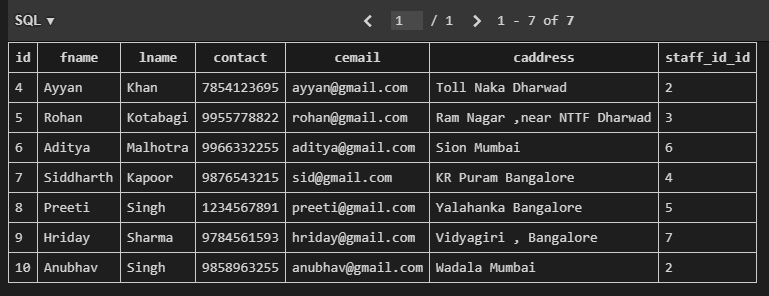 SQL ▼ < 1 / 1 > 1 - 7 of 7
id fname lname contact cemail caddress staff_id_id
4 Ayyan Khan 7854123695 ayyan@gmail.com Toll Naka Dharwad 2
5 Rohan Kotabagi 9955778822 rohan@gmail.com Ram Nagar ,near NTTF Dharwad 3
6 Aditya Malhotra 9966332255 aditya@gmail.com Sion Mumbai 6
7 Siddharth Kapoor 9876543215 sid@gmail.com KR Puram Bangalore 4
8 Preeti Singh 1234567891 preeti@gmail.com Yalahanka Bangalore 5
9 Hriday Sharma 9784561593 hriday@gmail.com Vidyagiri , Bangalore 7
10 Anubhav Singh 9858963255 anubhav@gmail.com Wadala Mumbai 2